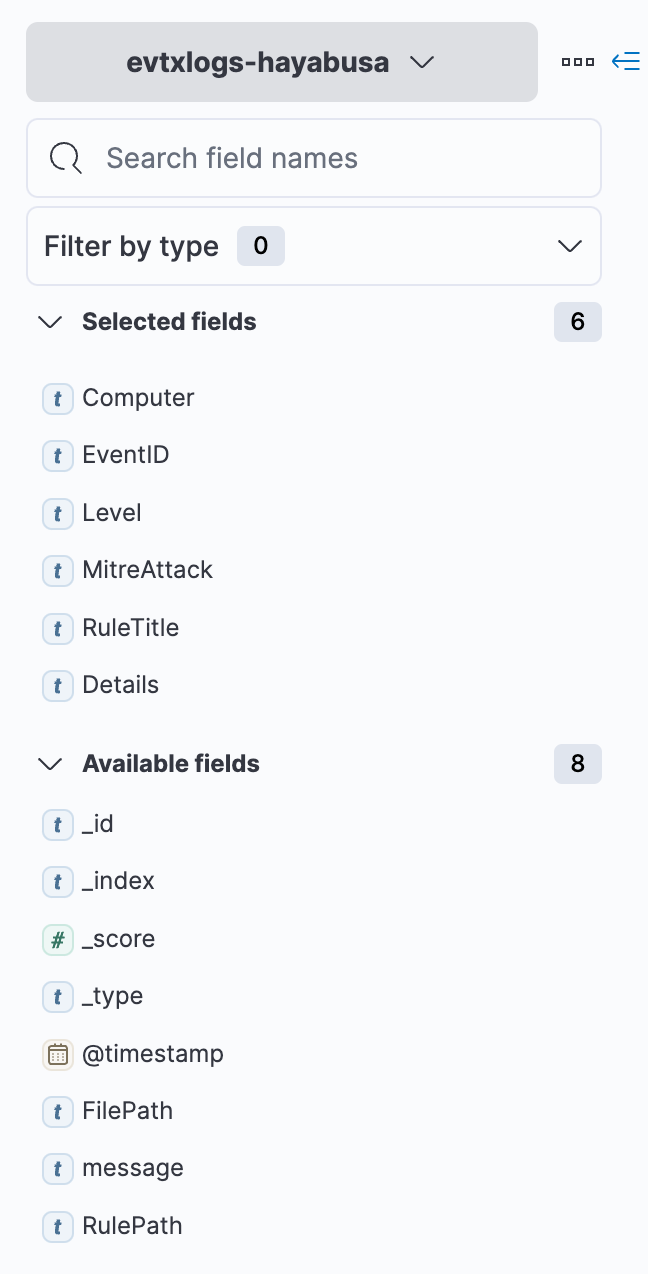 evtxlogs-hayabusa
Search field names
Filter by type 0
Selected fields 6
t Computer
t EventID
t Level
t MitreAttack
t RuleTitle
t Details
Available fields 8
t _id
t _index
# _score
t _type
@timestamp
t FilePath
t message
t RulePath